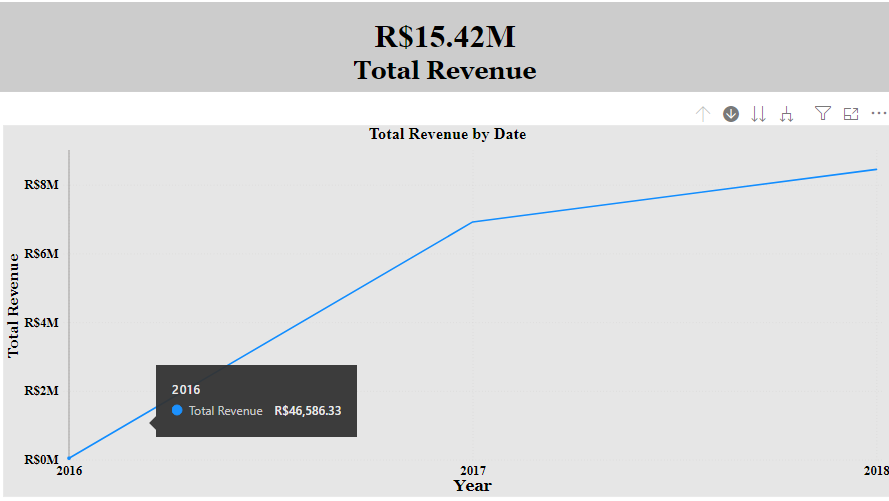 R$15.42M
Total Revenue
Total Revenue by Date
Total Revenue
R$8M
R$6M
R$4M
R$2M
R$0M
2016
Total Revenue R$46,586.33
2016 2017 2018
Year